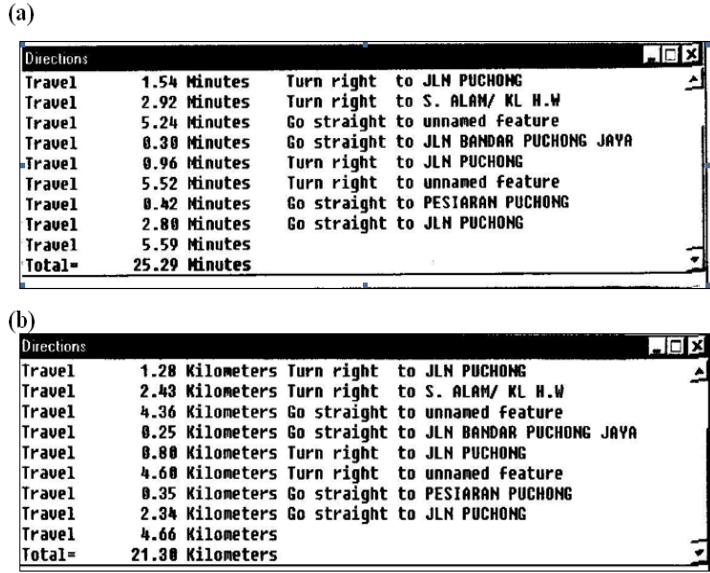 (a)
Directions
Travel 1.54 Minutes Turn right to JLN PUCHONG
Travel 2.92 Minutes Turn right to S. ALAM/ KL H.W
Travel 5.24 Minutes Go straight to unnamed feature
Travel 0.30 Minutes Go straight to JLN BANDAR PUCHONG JAYA
Travel 0.96 Minutes Turn right to JLN PUCHONG
Travel 5.52 Minutes Turn right to unnamed feature
Travel 0.42 Minutes Go straight to PESIARAN PUCHONG
Travel 2.80 Minutes Go straight to JLN PUCHONG
Travel 5.59 Minutes
Total= 25.29 Minutes
(b)
Directions
Travel 1.28 Kilometers Turn right to JLN PUCHONG
Travel 2.43 Kilometers Turn right to S. ALAM/ KL H.W
Travel 4.36 Kilometers Go straight to unnamed feature
Travel 0.25 Kilometers Go straight to JLN BANDAR PUCHONG JAYA
Travel 0.80 Kilometers Turn right to JLN PUCHONG
Travel 4.60 Kilometers Turn right to unnamed feature
Travel 0.35 Kilometers Go straight to PESIARAN PUCHONG
Travel 2.34 Kilometers Go straight to JLN PUCHONG
Travel 4.66 Kilometers
Total= 21.30 Kilometers